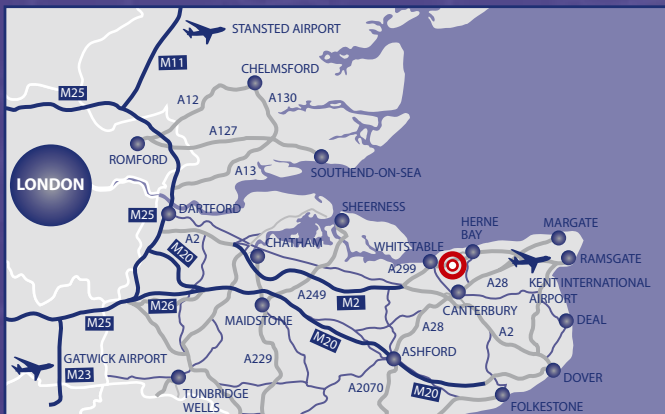 STANSTED AIRPORT
M11
CHELMSFORD
M25
A12
A130
A127
ROMFORD
A13
SOUTHEND-ON-SEA
LONDON
M25
DARTFORD
SHEERNESS
HERNE
BAY
MARGATE
A2
M20
CHATHAM
WHITSTABLE
RAMSGATE
A299
A28
KENT INTERNATIONAL
AIRPORT
A249
M2
M26
CANTERBURY
MAIDSTONE
M25
A28
A2
DEAL
M20
GATWICK AIRPORT
M23
A229
ASHFORD
DOVER
TUNBRIDGE
WELLS
A2070
M20
FOLKESTONE